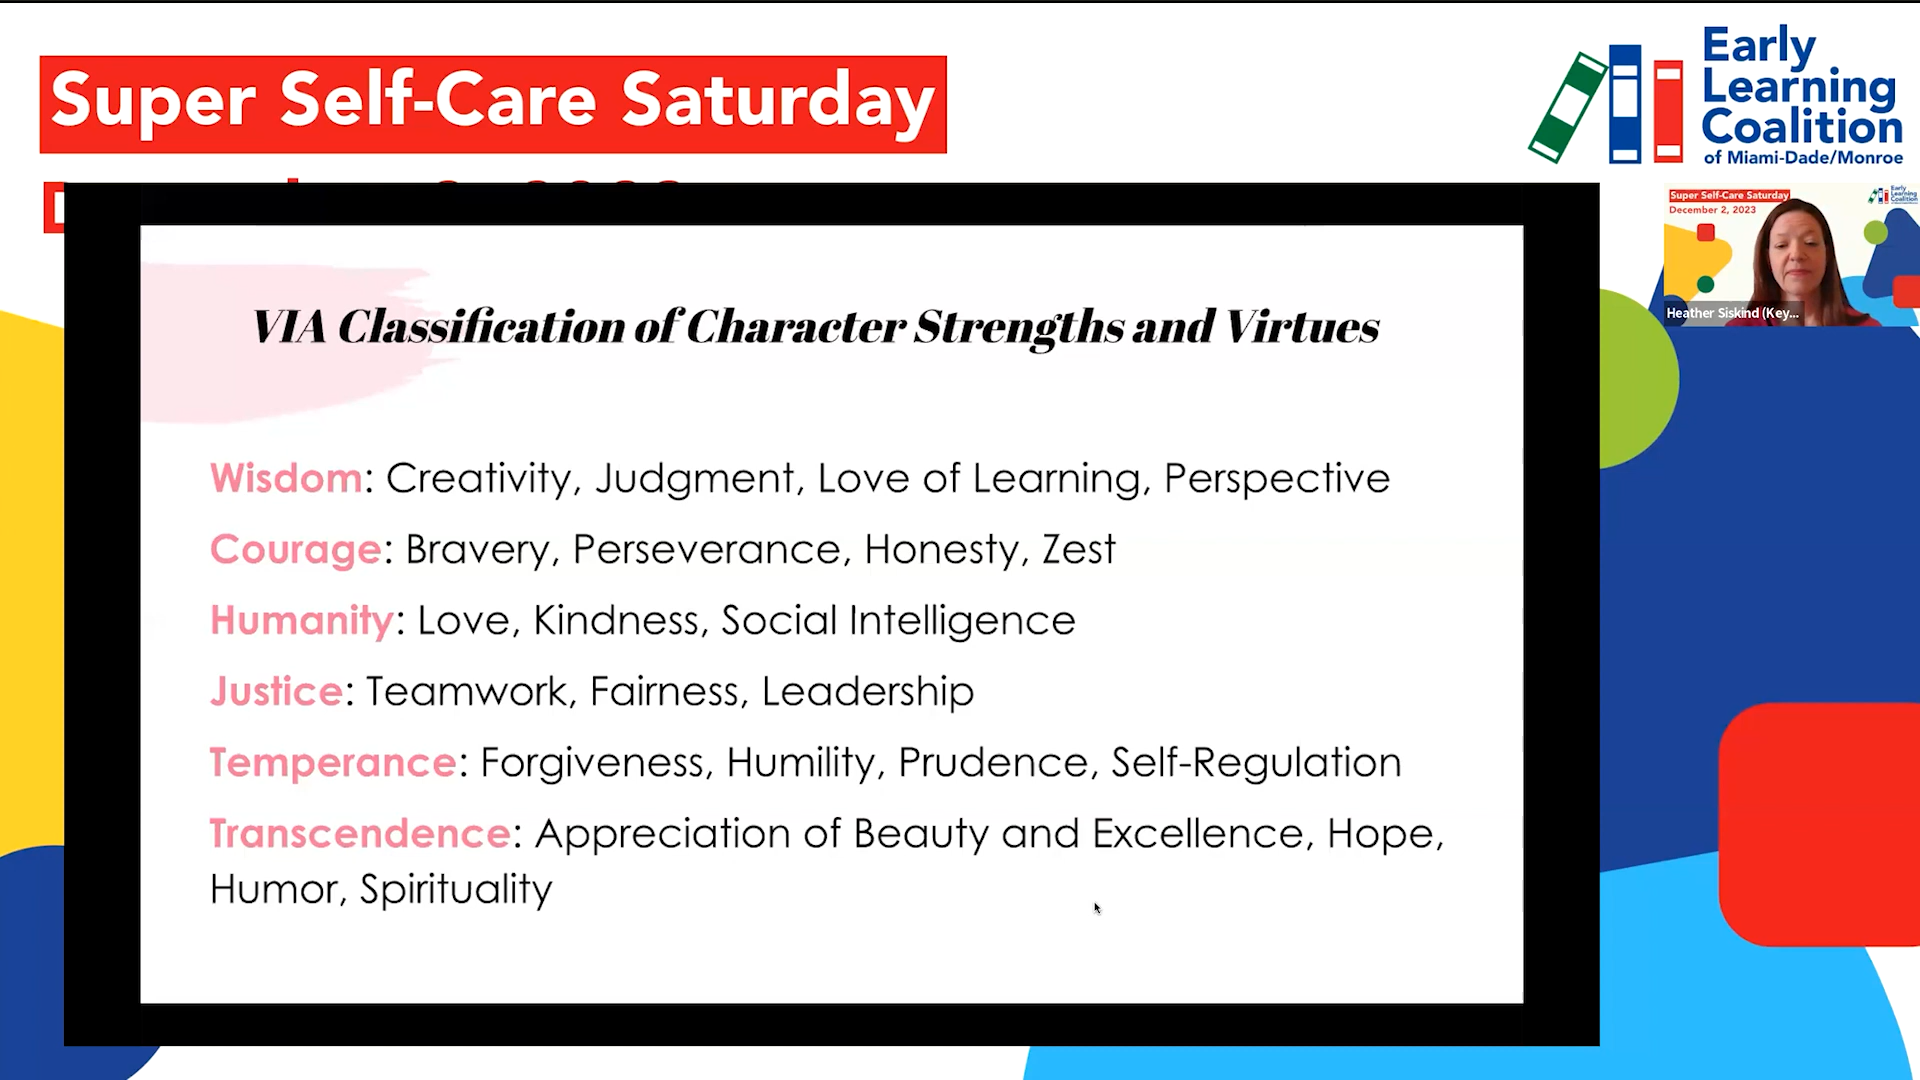 Super Self-Care Saturday
Early
Learning
Coalition
of Miami-Dade/Monroe
Super Self-Care Saturday
December 2, 2023
Early
Learning
Coalition
Heather Siskind (Key...
VIA Classification of Character Strengths and Virtues
Wisdom: Creativity, Judgment, Love of Learning, Perspective
Courage: Bravery, Perseverance, Honesty, Zest
Humanity: Love, Kindness, Social Intelligence
Justice: Teamwork, Fairness, Leadership
Temperance: Forgiveness, Humility, Prudence, Self-Regulation
Transcendence: Appreciation of Beauty and Excellence, Hope,
Humor, Spirituality